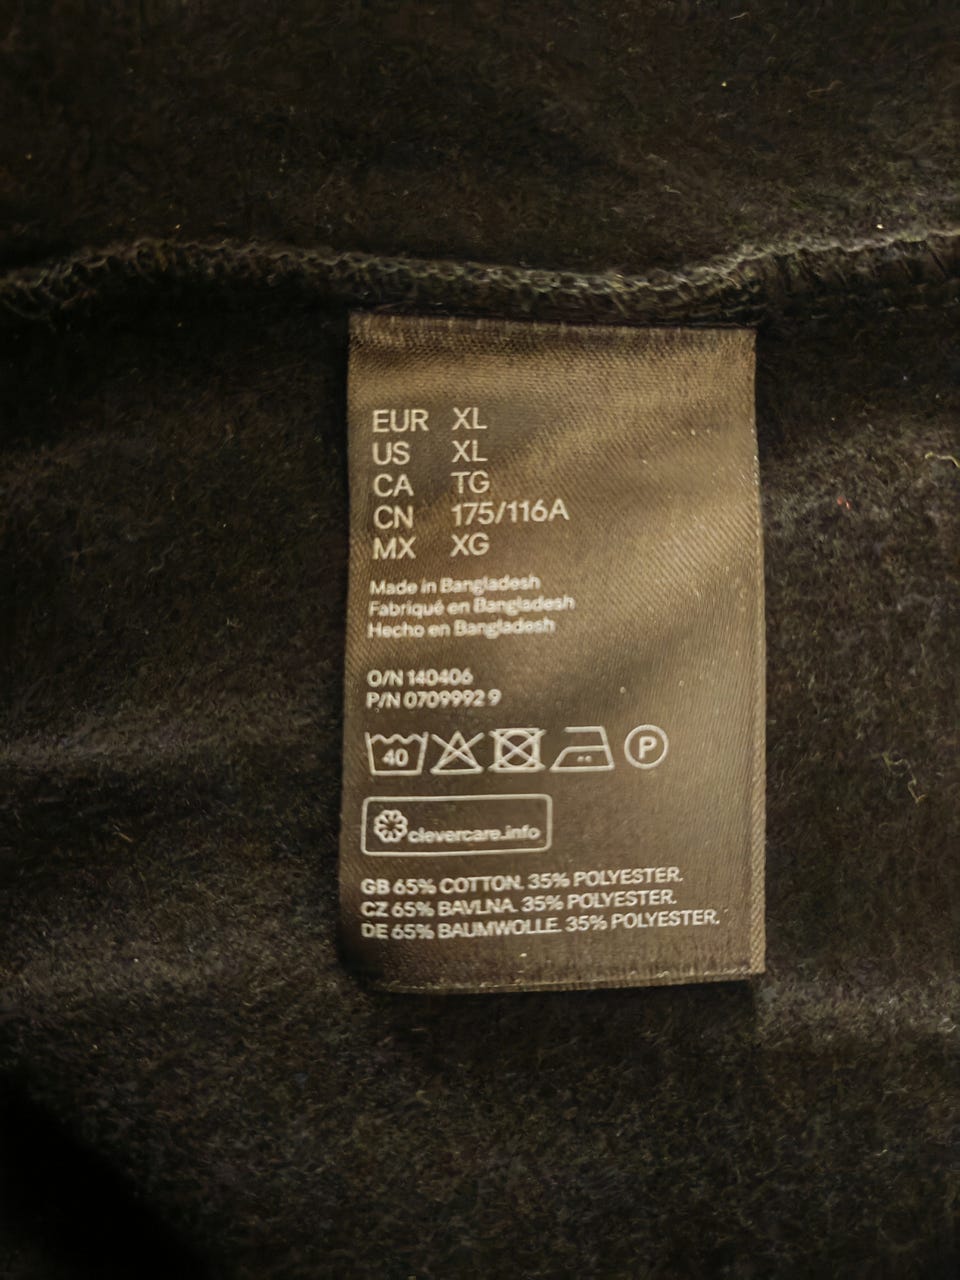 EUR XL
US XL
CA TG
CN 175/116A
MX XG
Made in Bangladesh
Fabriqué en Bangladesh
Hecho en Bangladesh
O/N 140406
P/N 0709992 9
40 P
clevercare.info
GB 65% COTTON. 35% POLYESTER.
CZ 65% BAVLNA. 35% POLYESTER.
DE 65% BAUMWOLLE. 35% POLYESTER.